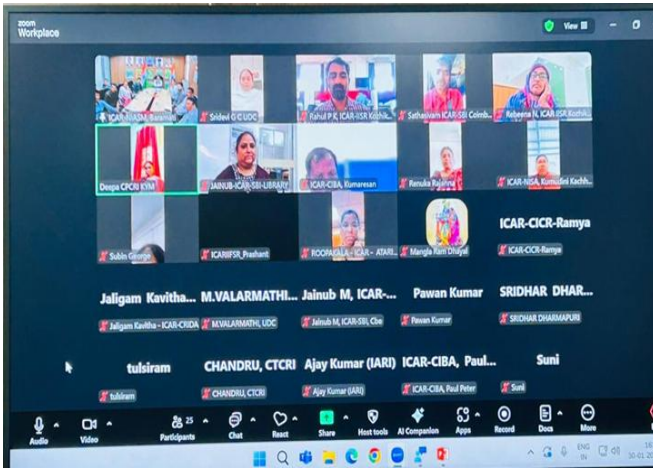 zoom
Workplace
View
ICAR-NIASM, Baramati
Sridevi G C UDC
Rahul P K, ICAR-IISR Kozhik...
Sathasivam ICAR-SBI Coimb...
Rebeena N, ICAR IISR Kozhik...
Deepa CPCRI KYM
JAINUB-ICAR-SBI-LIBRARY
ICAR-CIBA, Kumaresan
Renuka Rajanna
ICAR-NISA, Kumudini Kachh...
Subin George
ICARIIFSR_Prashant
ROOPAKALA - ICAR - ATARI...
Mangla Ram Dhayal
ICAR-CICR-Ramya
ICAR-CICR-Ramya
Jaligam Kavitha...
M.VALARMATHI...
Jainub M, ICAR-...
Pawan Kumar
SRIDHAR DHAR...
Jaligam Kavitha - ICAR-CRIDA
M.VALARMATHI, UDC
Jainub M, ICAR-SBI, Cbe
Pawan Kumar
SRIDHAR DHARMAPURI
tulsiram
CHANDRU, CTCRI
Ajay Kumar (IARI)
ICAR-CIBA, Paul...
Suni
tulsiram
CHANDRU, CTCRI
Ajay Kumar (IARI)
ICAR-CIBA, Paul Peter
Suni
25
Audio
Video
Participants
Chat
React
Share
Host tools
AI Companion
Apps
Record
Docs
More
ENG
IN